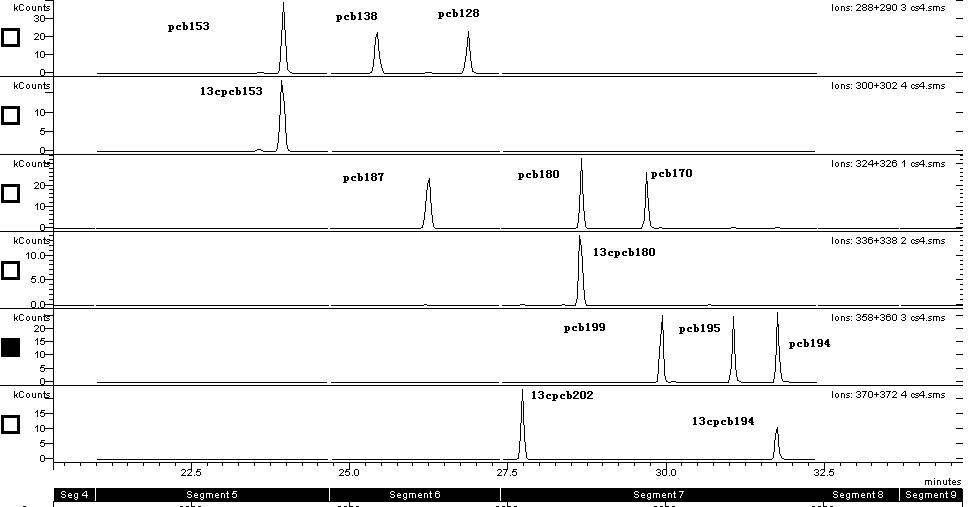 kCounts Ions: 288+290 3 cs4.sms
30
20
10
0
pcb153 pcb138 pcb128
kCounts Ions: 300+302 4 cs4.sms
10
5
0
13cpcb153
kCounts Ions: 324+326 1 cs4.sms
20
10
0
pcb187 pcb180 pcb170
kCounts Ions: 336+338 2 cs4.sms
10.0
5.0
0.0
13cpcb180
kCounts Ions: 358+360 3 cs4.sms
20
15
10
5
0
pcb199 pcb195 pcb194
kCounts Ions: 370+372 4 cs4.sms
15
10
5
0
13cpcb202 13cpcb194
22.5 25.0 27.5 30.0 32.5
minutes
Seg 4 Segment 5 Segment 6 Segment 7 Segment 8 Segment 9